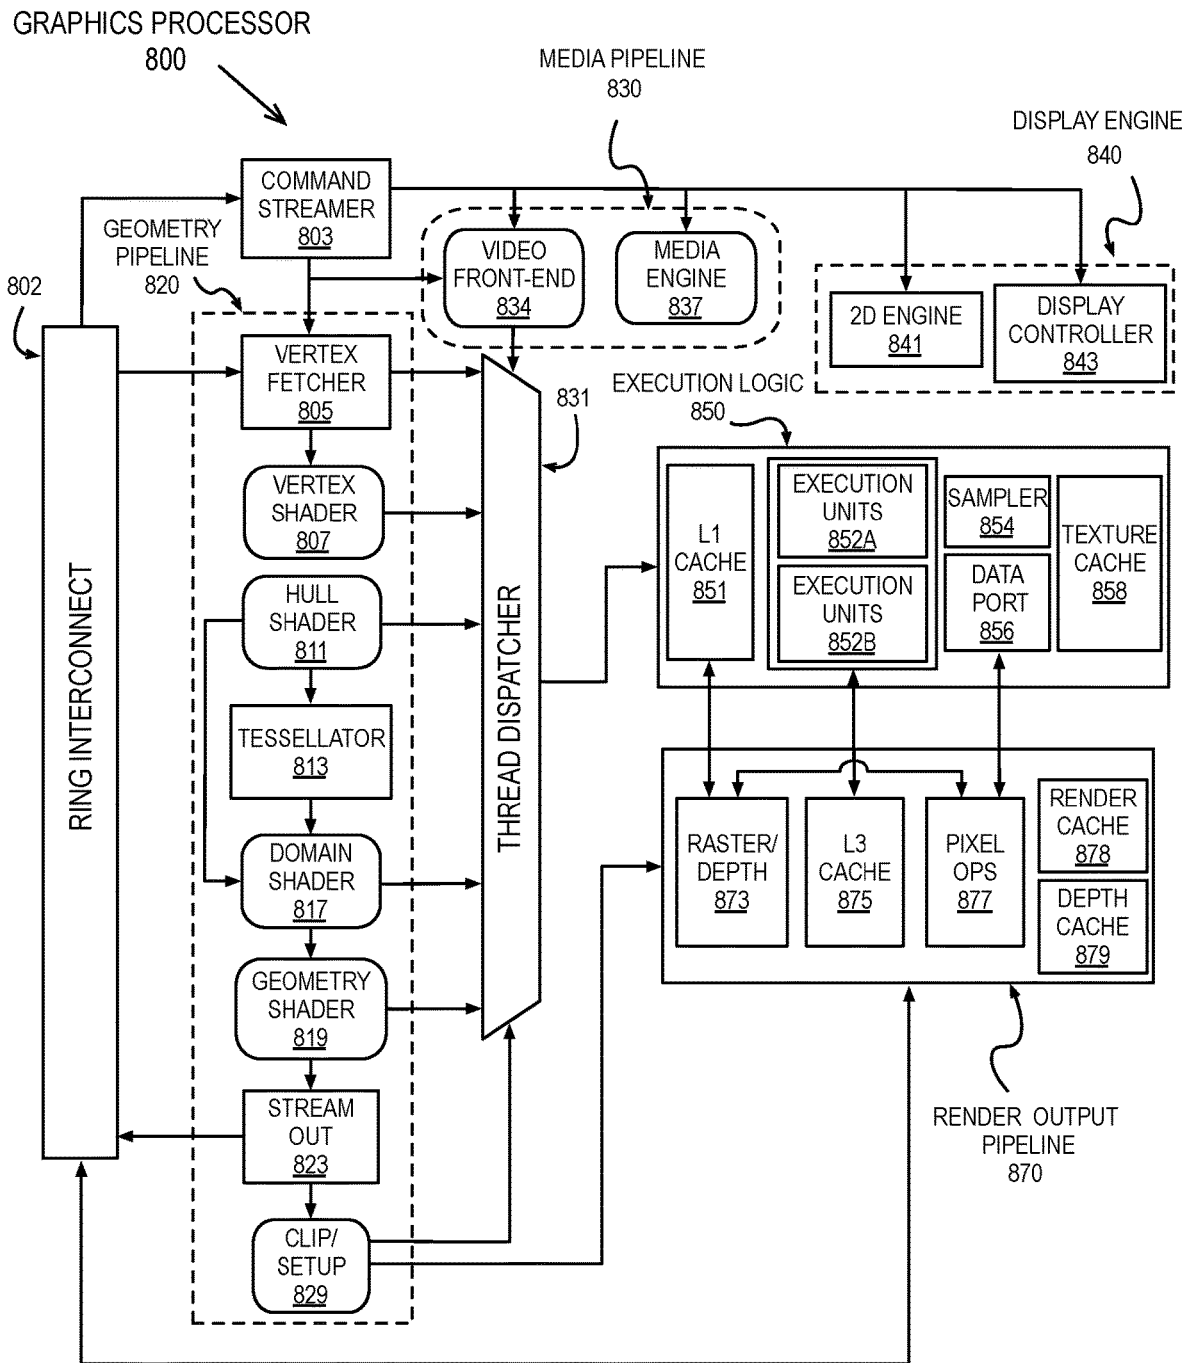 GRAPHICS PROCESSOR
800
MEDIA PIPELINE
830
DISPLAY ENGINE
840
COMMAND
STREAMER
803
GEOMETRY
PIPELINE
820
VIDEO
FRONT-END
834
MEDIA
ENGINE
837
2D ENGINE
841
DISPLAY
CONTROLLER
843
802
RING INTERCONNECT
VERTEX
FETCHER
805
VERTEX
SHADER
807
HULL
SHADER
811
TESSELLATOR
813
DOMAIN
SHADER
817
GEOMETRY
SHADER
819
STREAM
OUT
823
CLIP/
SETUP
829
831
THREAD DISPATCHER
EXECUTION LOGIC
850
L1
CACHE
851
EXECUTION
UNITS
852A
EXECUTION
UNITS
852B
SAMPLER
854
DATA
PORT
856
TEXTURE
CACHE
858
RASTER/
DEPTH
873
L3
CACHE
875
PIXEL
OPS
877
RENDER
CACHE
878
DEPTH
CACHE
879
RENDER OUTPUT
PIPELINE
870